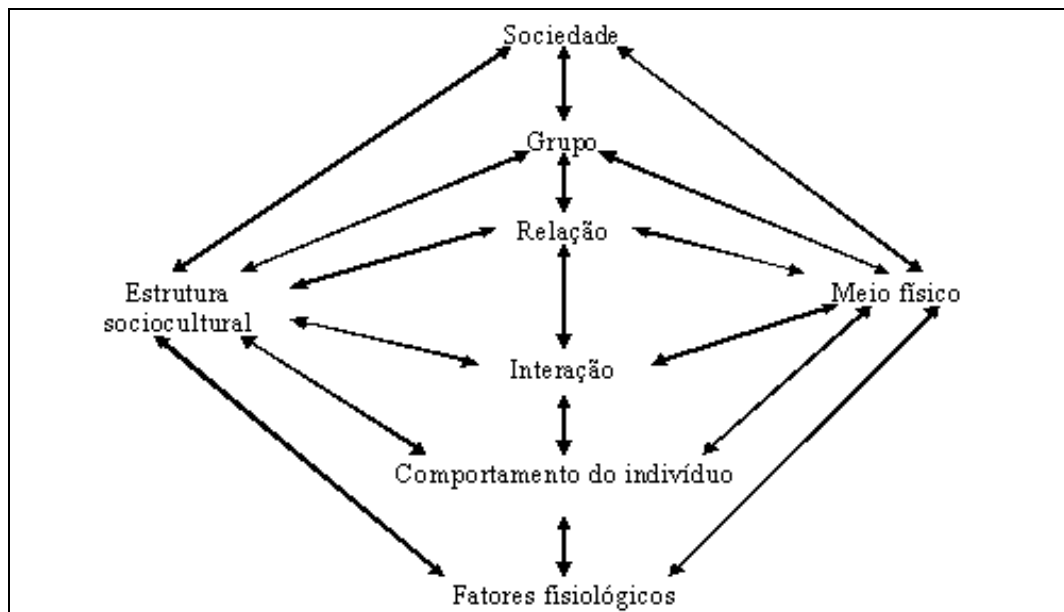 Sociedade
Grupo
Relação
Estrutura
sociocultural
Meio físico
Interação
Comportamento do indivíduo
Fatores fisiológicos